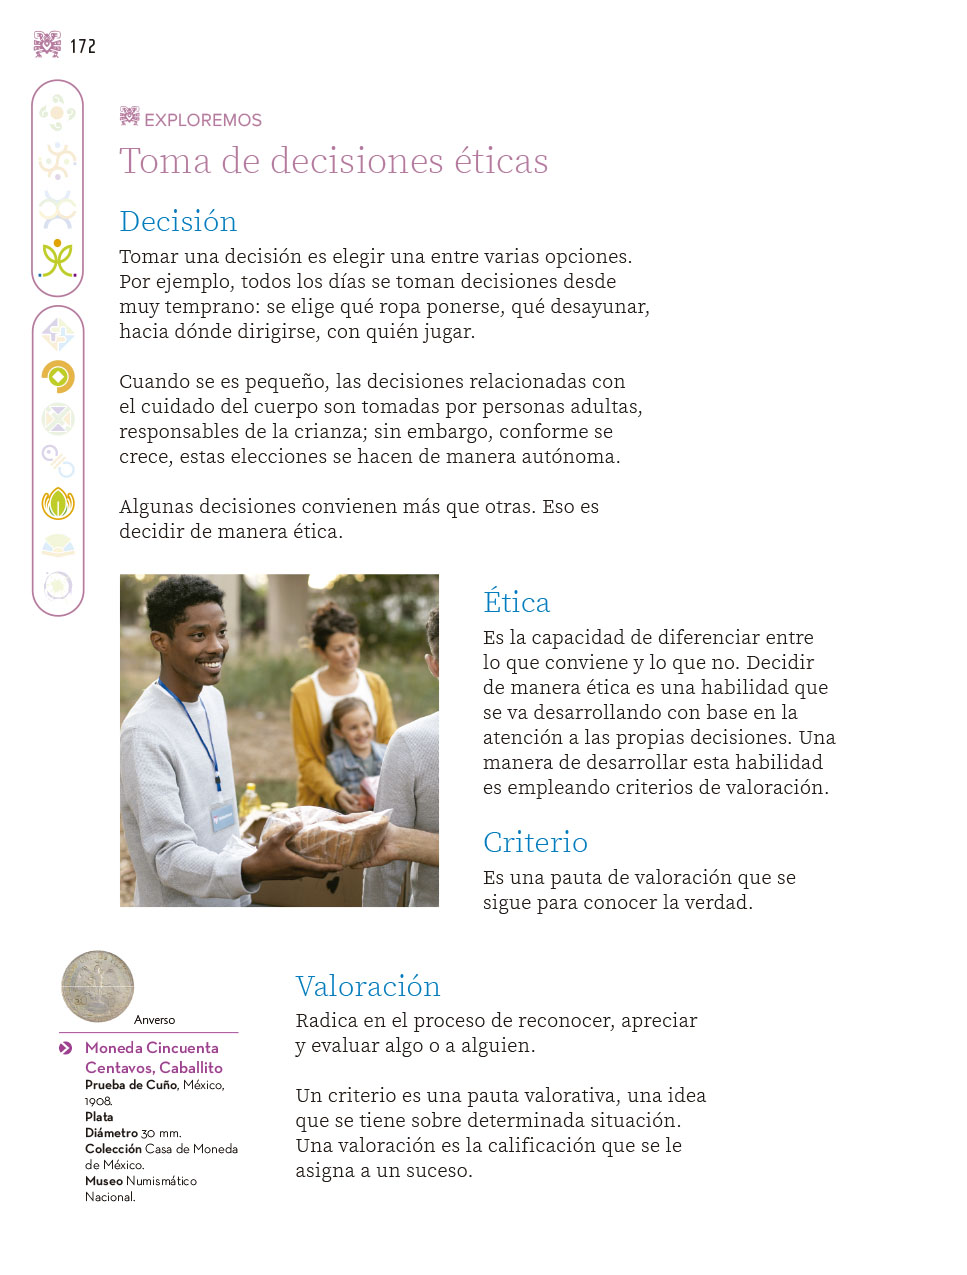 172
EXPLOREMOS
Toma de decisiones éticas
Decisión
Tomar una decisión es elegir una entre varias opciones.
Por ejemplo, todos los días se toman decisiones desde
muy temprano: se elige qué ropa ponerse, qué desayunar,
hacia dónde dirigirse, con quién jugar.
Cuando se es pequeño, las decisiones relacionadas con
el cuidado del cuerpo son tomadas por personas adultas,
responsables de la crianza; sin embargo, conforme se
crece, estas elecciones se hacen de manera autónoma.
Algunas decisiones convienen más que otras. Eso es
decidir de manera ética.
Ética
Es la capacidad de diferenciar entre
lo que conviene y lo que no. Decidir
de manera ética es una habilidad que
se va desarrollando con base en la
atención a las propias decisiones. Una
manera de desarrollar esta habilidad
es empleando criterios de valoración.
Criterio
Es una pauta de valoración que se
sigue para conocer la verdad.
Anverso
Moneda Cincuenta
Centavos, Caballito
Prueba de Cuño, México,
1908.
Plata
Diámetro 30 mm.
Colección Casa de Moneda
de México.
Museo Numismático
Nacional.
Valoración
Radica en el proceso de reconocer, apreciar
y evaluar algo o a alguien.
Un criterio es una pauta valorativa, una idea
que se tiene sobre determinada situación.
Una valoración es la calificación que se le
asigna a un suceso.